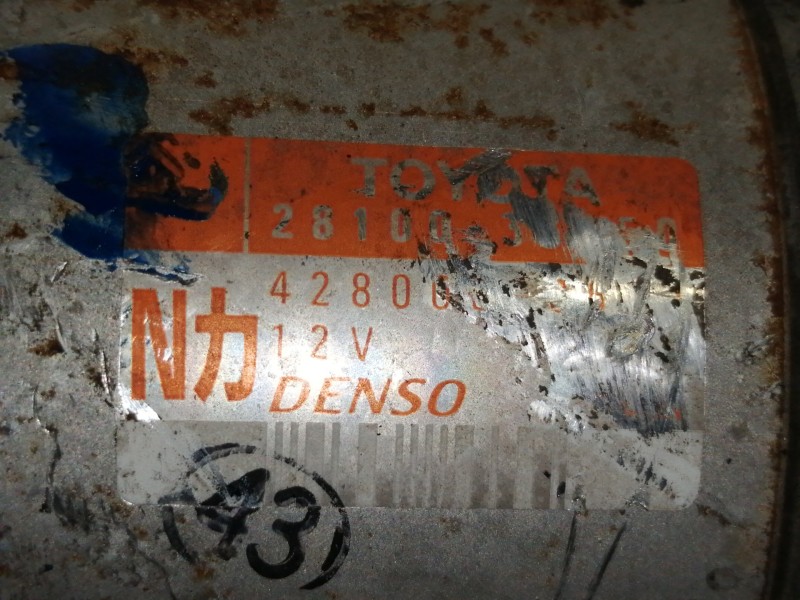 TOYOTA
28100-
42800
Nカ
12V
DENSO
43